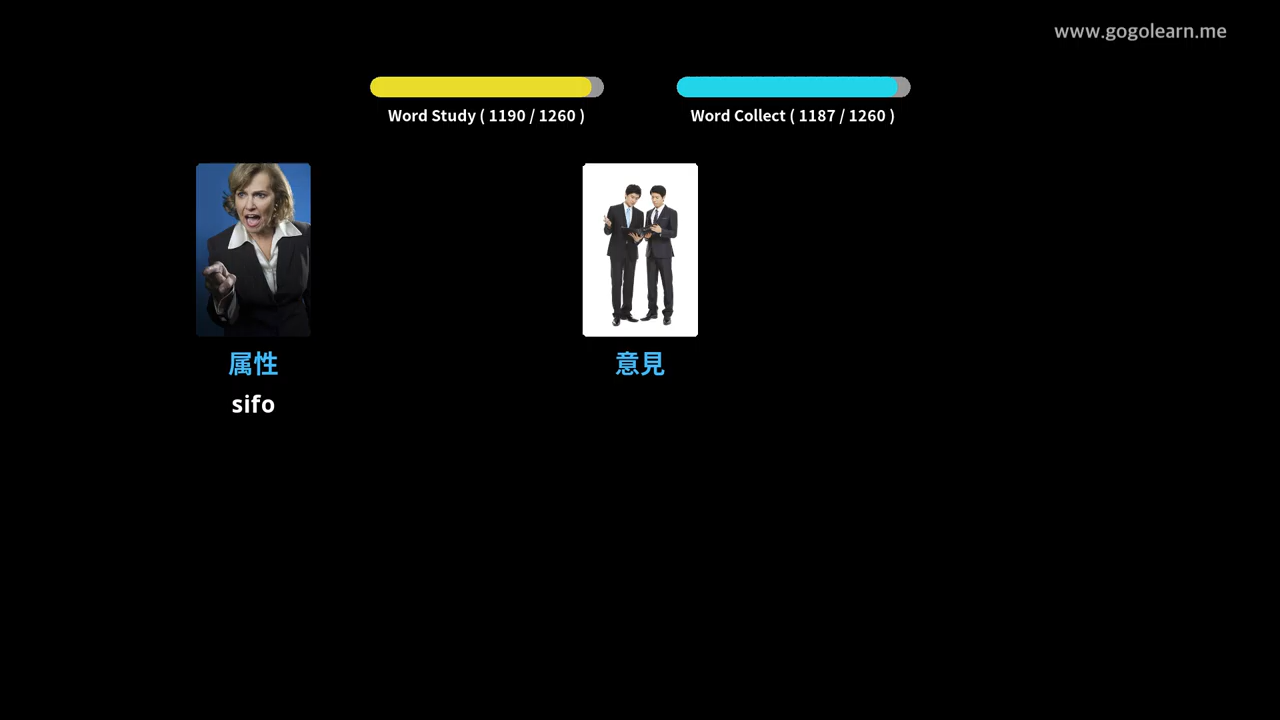 www.gogolearn.me
Word Study ( 1190 / 1260 )
Word Collect ( 1187 / 1260 )
属性
意見
sifo